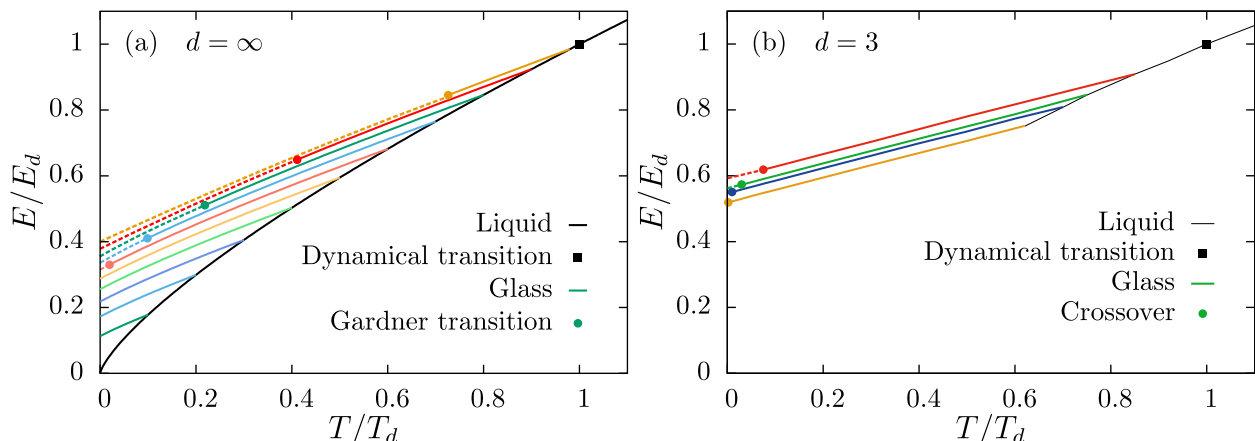 (a) d = ∞
E/E_d
1
0.8
0.6
0.4
0.2
0
Liquid
Dynamical transition
Glass
Gardner transition
0 0.2 0.4 0.6 0.8 1
T/T_d
(b) d = 3
E/E_d
1
0.8
0.6
0.4
0.2
0
Liquid
Dynamical transition
Glass
Crossover
0 0.2 0.4 0.6 0.8 1
T/T_d